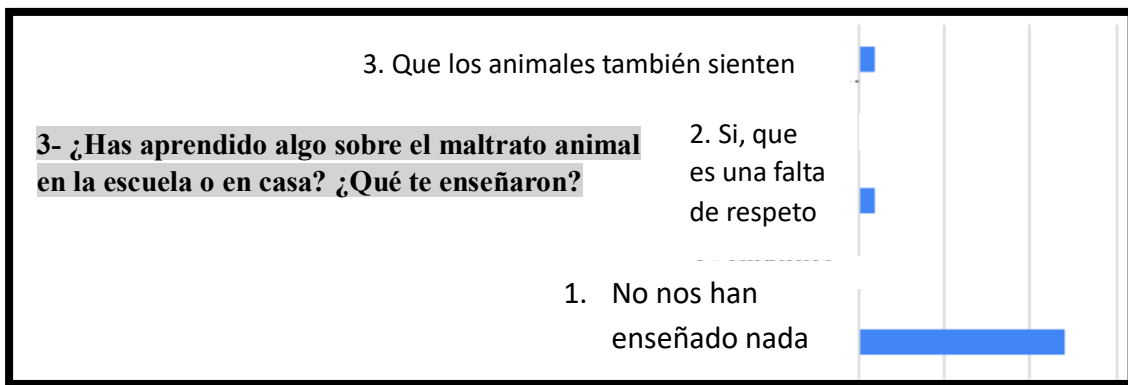 3. Que los animales también sienten
3- ¿Has aprendido algo sobre el maltrato animal
en la escuela o en casa? ¿Qué te enseñaron?
2. Si, que
es una falta
de respeto
1. No nos han
enseñado nada